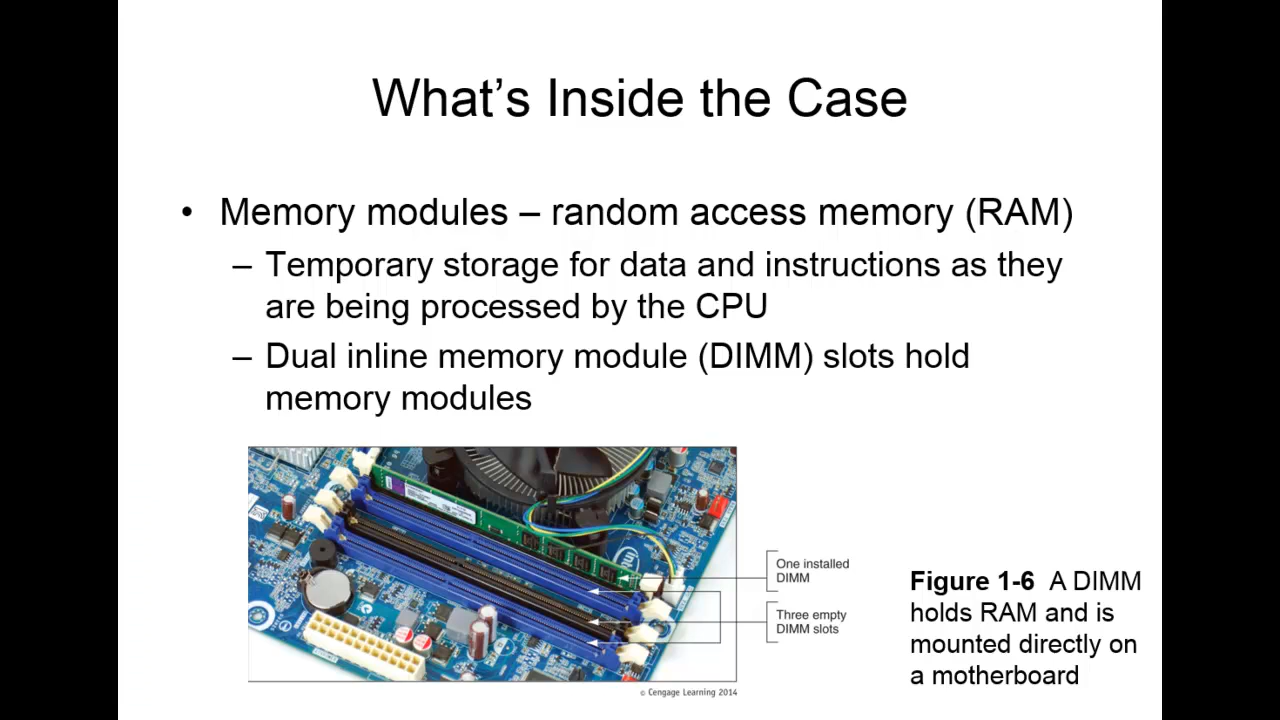 What’s Inside the Case
• Memory modules – random access memory (RAM)
– Temporary storage for data and instructions as they
are being processed by the CPU
– Dual inline memory module (DIMM) slots hold
memory modules
intel
One installed
DIMM
Three empty
DIMM slots
© Cengage Learning 2014
Figure 1-6 A DIMM
holds RAM and is
mounted directly on
a motherboard